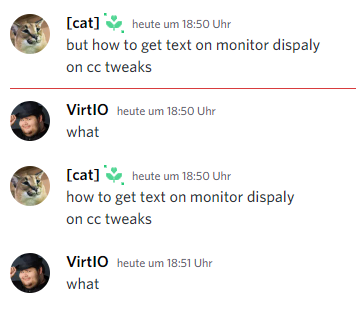 [cat] heute um 18:50 Uhr
but how to get text on monitor dispaly
on cc tweaks
VirtIO heute um 18:50 Uhr
what
[cat] heute um 18:50 Uhr
how to get text on monitor dispaly
on cc tweaks
VirtIO heute um 18:51 Uhr
what